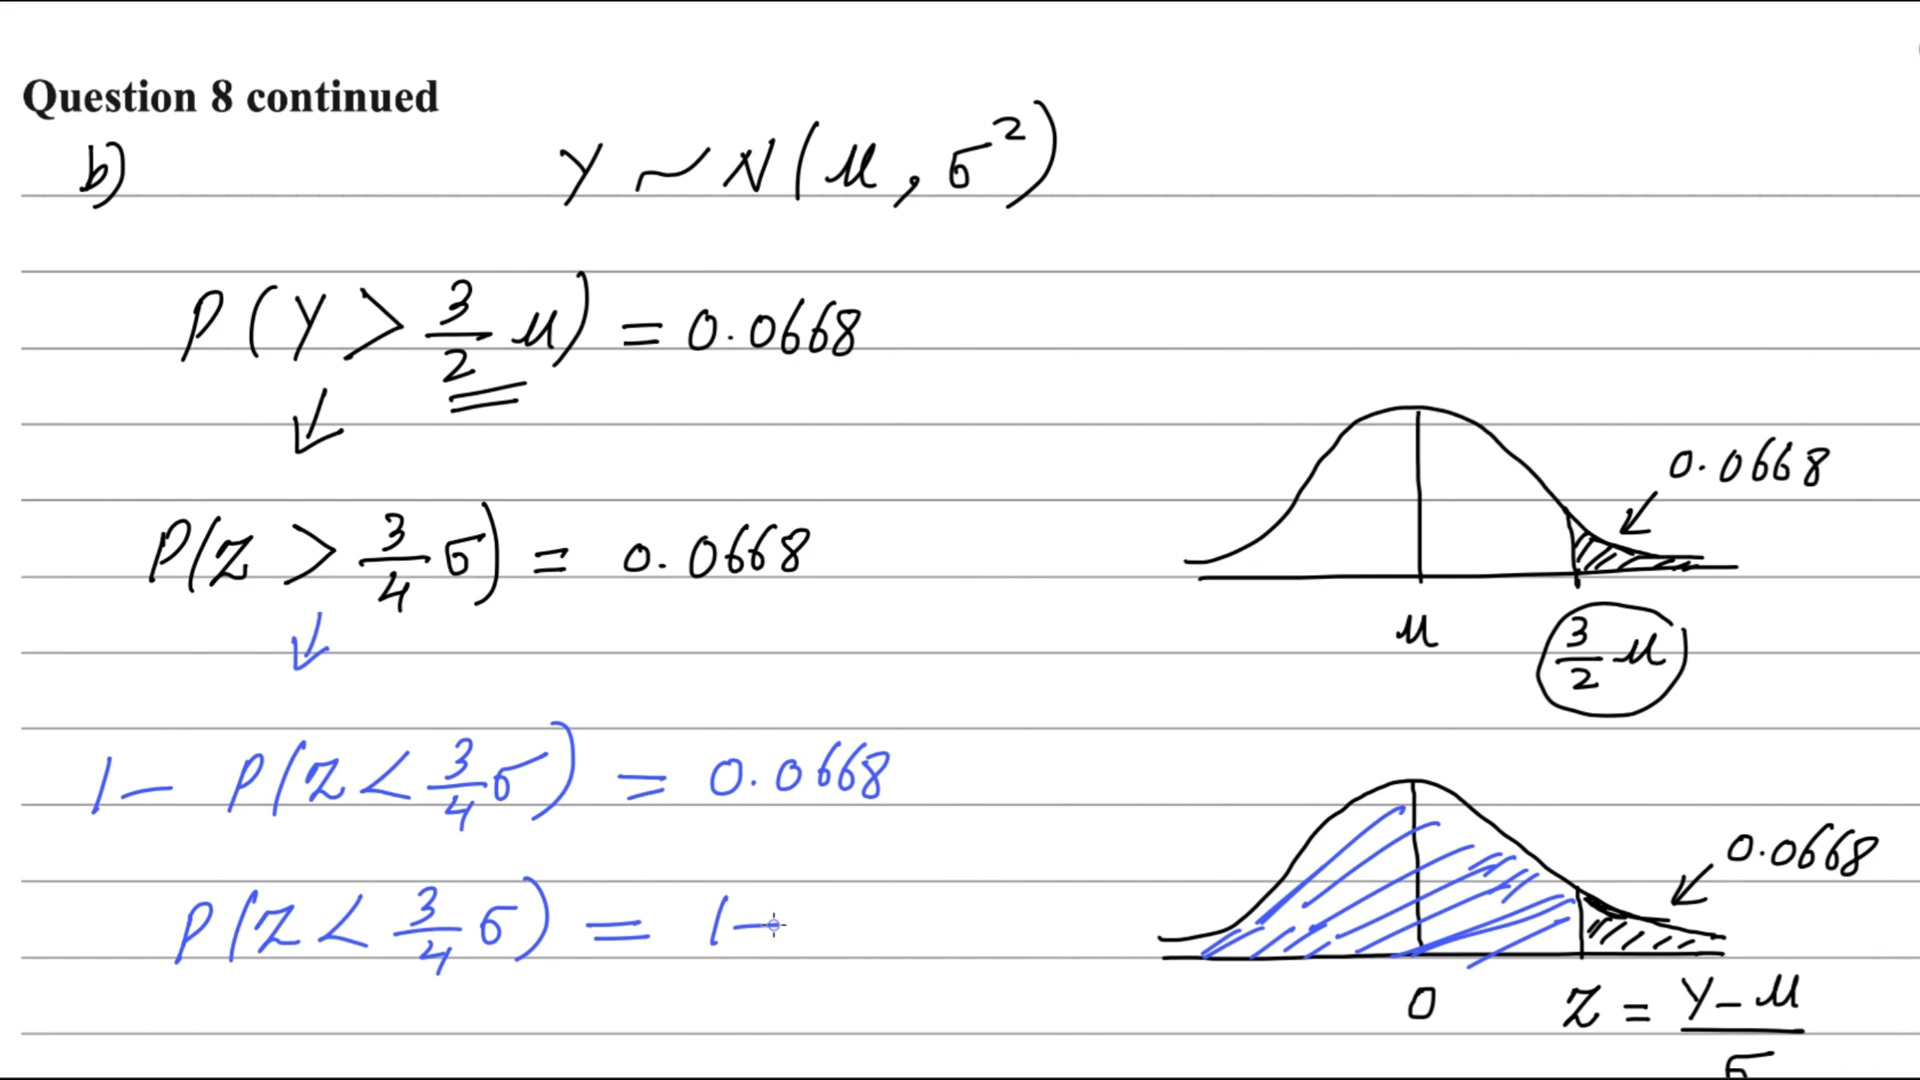 Question 8 continued
b) Y ~ N(μ, σ²)
P(Y > 3/2 μ) = 0.0668
0.0668
P(Z > 3/4 σ) = 0.0668
μ 3/2 μ
1 - P(Z < 3/4 σ) = 0.0668
0.0668
P(Z < 3/4 σ) = 1 -
0 Z = Y - μ / σ